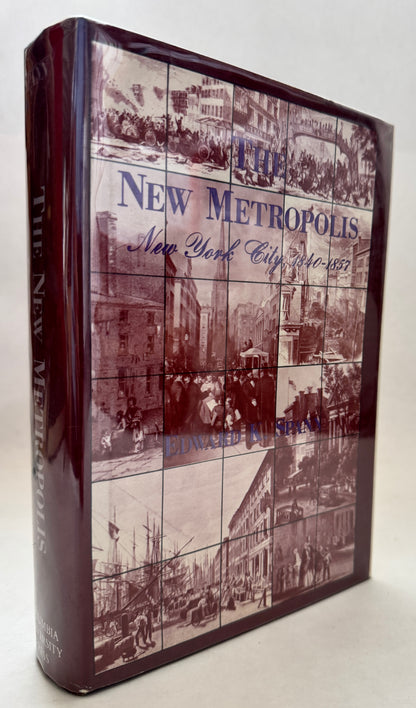 THE
NEW METROPOLIS
New York City, 1840-1857
EDWARD K. SPANN
THE NEW METROPOLIS